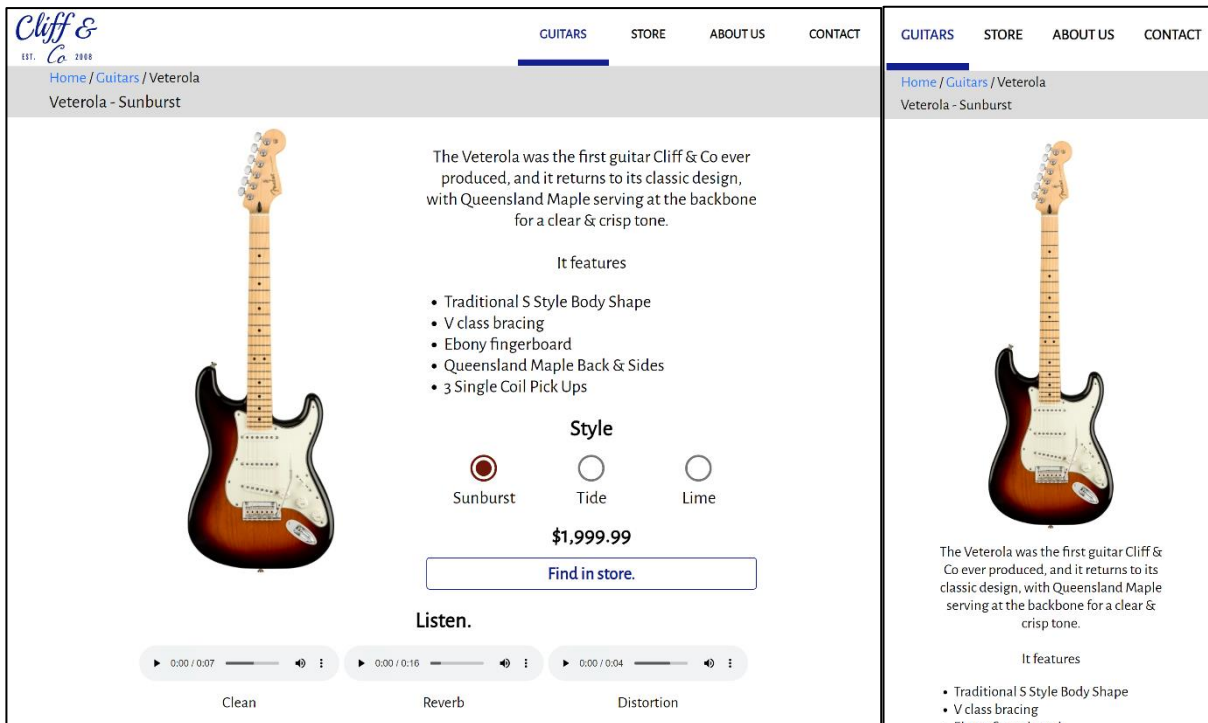 Cliff &
EST. Co 2008
GUITARS STORE ABOUT US CONTACT
Home / Guitars / Veterola
Veterola - Sunburst
The Veterola was the first guitar Cliff & Co ever
produced, and it returns to its classic design,
with Queensland Maple serving at the backbone
for a clear & crisp tone.
It features
• Traditional S Style Body Shape
• V class bracing
• Ebony fingerboard
• Queensland Maple Back & Sides
• 3 Single Coil Pick Ups
Style
Sunburst Tide Lime
$1,999.99
Find in store.
Listen.
0:00 / 0:07 0:00 / 0:16 0:00 / 0:04
Clean Reverb Distortion
GUITARS STORE ABOUT US CONTACT
Home / Guitars / Veterola
Veterola - Sunburst
The Veterola was the first guitar Cliff &
Co ever produced, and it returns to its
classic design, with Queensland Maple
serving at the backbone for a clear &
crisp tone.
It features
• Traditional S Style Body Shape
• V class bracing